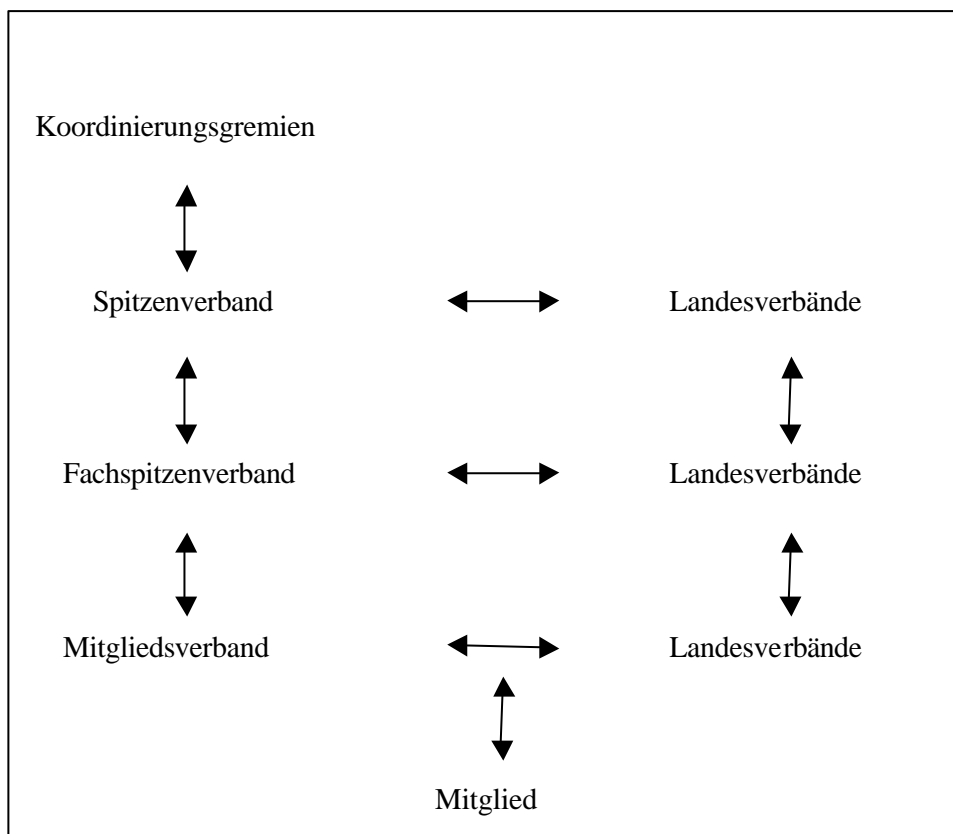 Koordinierungsgremien
Spitzenverband Landesverbände
Fachspitzenverband Landesverbände
Mitgliedsverband Landesverbände
Mitglied